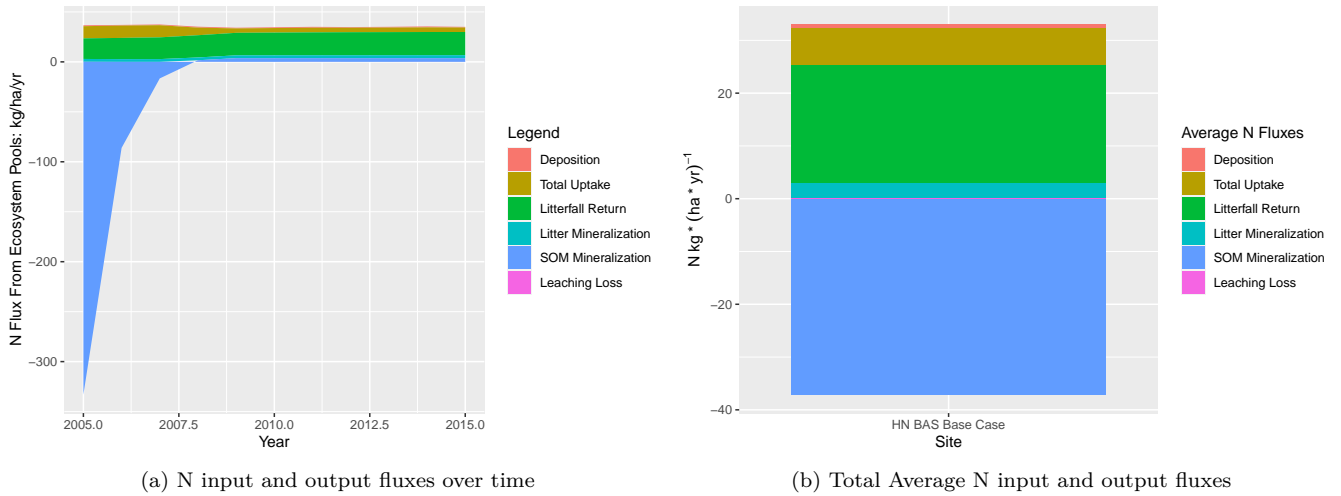 N Flux From Ecosystem Pools: kg/ha/yr
0
−100
−200
−300
2005.0
2007.5
2010.0
2012.5
2015.0
Year
Legend
Deposition
Total Uptake
Litterfall Return
Litter Mineralization
SOM Mineralization
Leaching Loss
(a) N input and output fluxes over time
N kg * (ha * yr)⁻¹
20
0
−20
−40
HN BAS Base Case
Site
Average N Fluxes
Deposition
Total Uptake
Litterfall Return
Litter Mineralization
SOM Mineralization
Leaching Loss
(b) Total Average N input and output fluxes